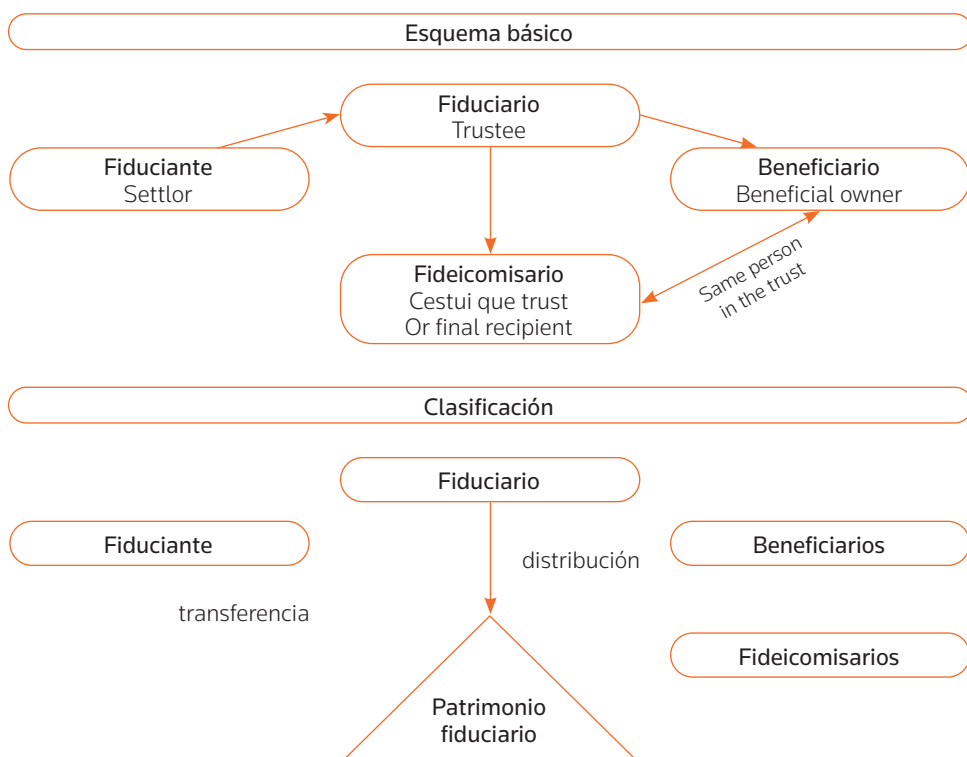 Esquema básico
Fiduciario
Trustee
Fiduciante
Settlor
Beneficiario
Beneficial owner
Fideicomisario
Cestui que trust
Or final recipient
Same person
in the trust
Clasificación
Fiduciario
Fiduciante
Beneficiarios
distribución
transferencia
Fideicomisarios
Patrimonio
fiduciario